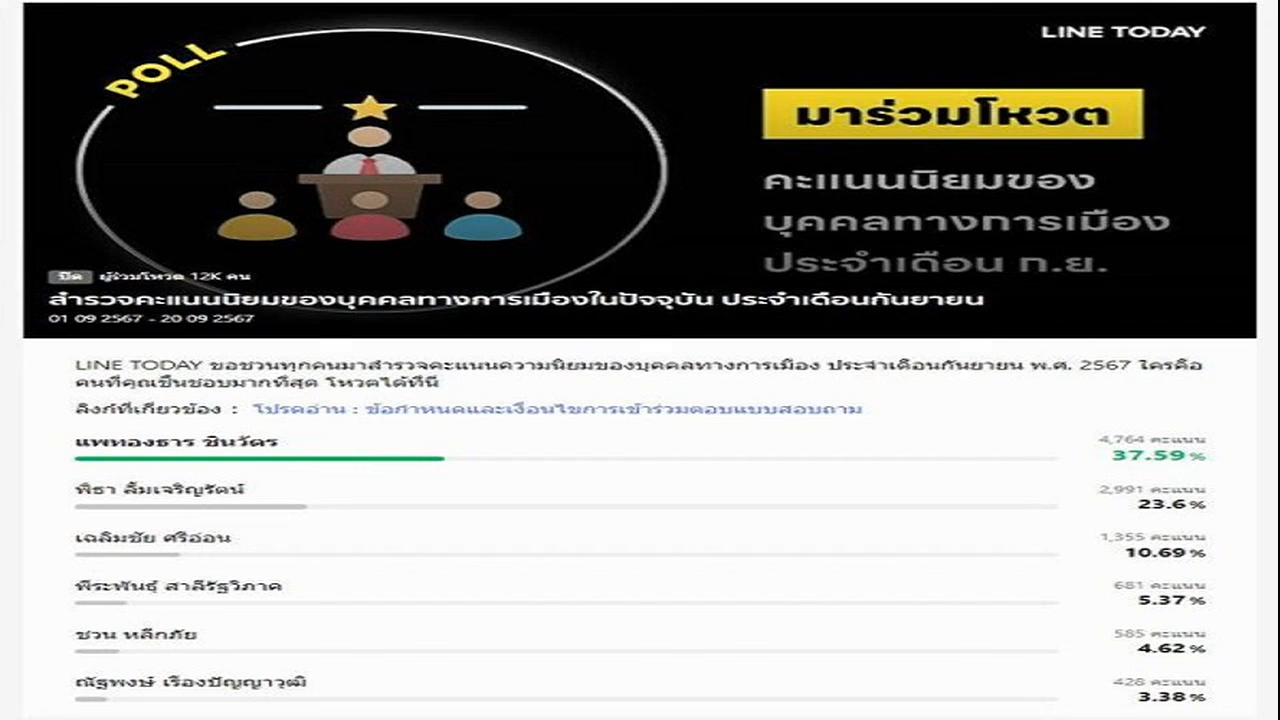 LINE TODAY
POLL
มาร่วมโหวต
คะแนนนิยมของ
บุคคลทางการเมือง
ประจำเดือน ก.ย.
ปิด ผู้ร่วมโหวต 12K คน
สำรวจคะแนนนิยมของบุคคลทางการเมืองในปัจจุบัน ประจำเดือนกันยายน
01 09 2567 - 20 09 2567
LINE TODAY ขอชวนทุกคนมาสำรวจคะแนนความนิยมของบุคคลทางการเมือง ประจำเดือนกันยายน พ.ศ. 2567 ใครคือ
คนที่คุณชื่นชอบมากที่สุด โหวตได้ที่นี่
ลิงก์ที่เกี่ยวข้อง : โปรดอ่าน : ข้อกำหนดและเงื่อนไขการเข้าร่วมตอบแบบสอบถาม
แพทองธาร ชินวัตร
4,764 คะแนน
37.59 %
พิธา ลิ้มเจริญรัตน์
2,991 คะแนน
23.6 %
เฉลิมชัย ศรีอ่อน
1,355 คะแนน
10.69 %
พีระพันธุ์ สาลีรัฐวิภาค
681 คะแนน
5.37 %
ชวน หลีกภัย
585 คะแนน
4.62 %
ณัฐพงษ์ เรืองปัญญาวุฒิ
428 คะแนน
3.38 %